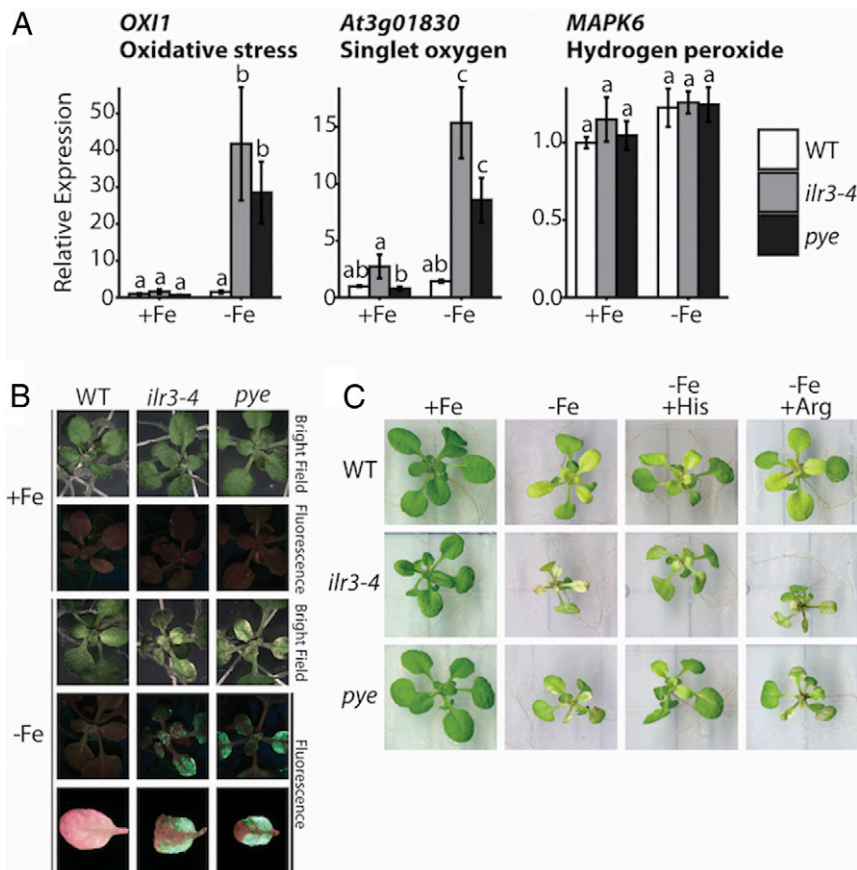 A
OXI1
Oxidative stress
At3g01830
Singlet oxygen
MAPK6
Hydrogen peroxide
Relative Expression
50
40
30
20
10
0
a a a
a b b
+Fe -Fe
15
10
5
0
ab a b
ab c c
+Fe -Fe
1.0
0.5
0.0
a a a
a a a
+Fe -Fe
WT
ilr3-4
pye
B
WT ilr3-4 pye
+Fe
Bright Field
Fluorescence
-Fe
Bright Field
Fluorescence
C
+Fe -Fe -Fe +His -Fe +Arg
WT
ilr3-4
pye